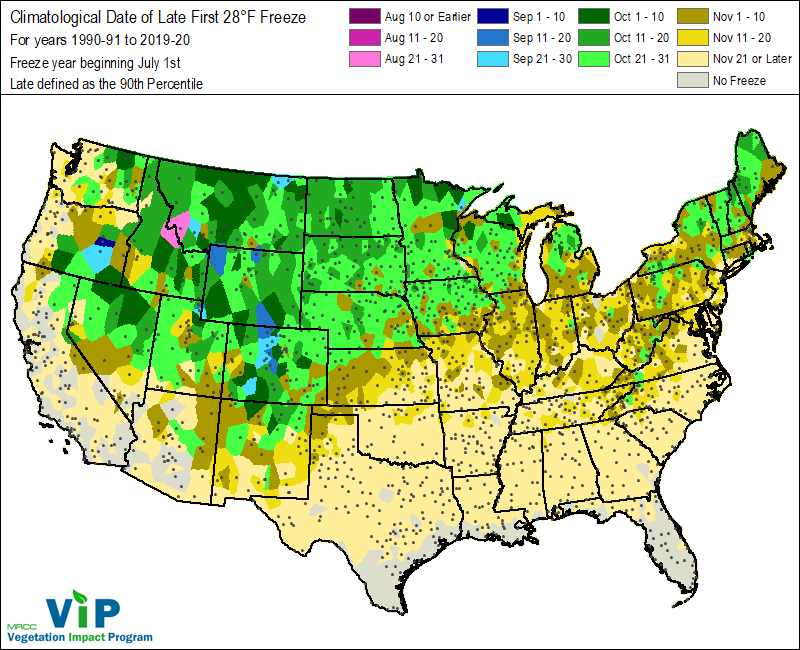 Climatological Date of Late First 28°F Freeze
For years 1990-91 to 2019-20
Freeze year beginning July 1st
Late defined as the 90th Percentile
Aug 10 or Earlier
Aug 11 - 20
Aug 21 - 31
Sep 1 - 10
Sep 11 - 20
Sep 21 - 30
Oct 1 - 10
Oct 11 - 20
Oct 21 - 31
Nov 1 - 10
Nov 11 - 20
Nov 21 or Later
No Freeze
MRCC ViP
Vegetation Impact Program